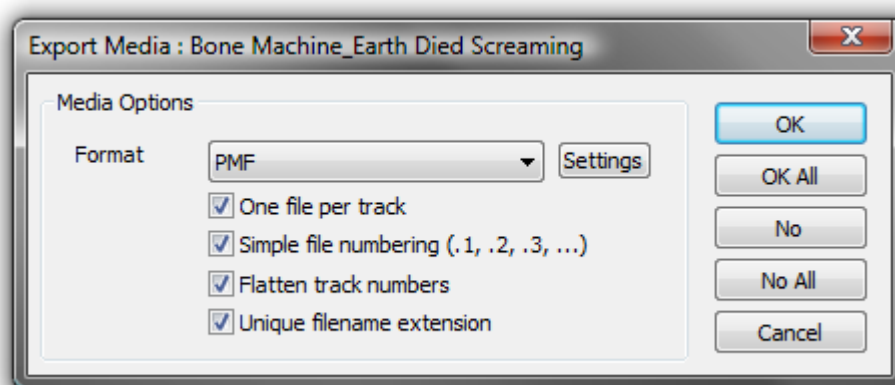 Export Media : Bone Machine_Earth Died Screaming
Media Options
Format
PMF
Settings
One file per track
Simple file numbering (.1, .2, .3, ...)
Flatten track numbers
Unique filename extension
OK
OK All
No
No All
Cancel